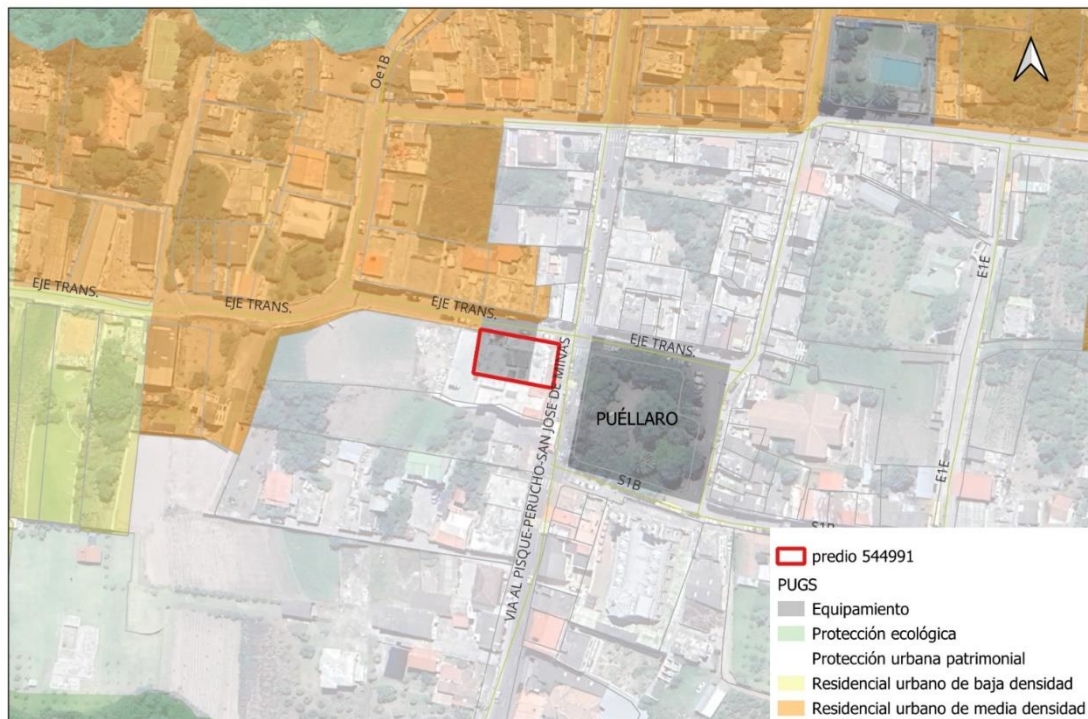 Oe1B
EJE TRANS.
EJE TRANS.
EJE TRANS.
EJE TRANS.
E1E
VIA AL PISQUE-PERUCHO-SAN JOSE DE MINAS
PUÉLLARO
S1B
E1E
predio 544991
PUGS
Equipamiento
Protección ecológica
Protección urbana patrimonial
Residencial urbano de baja densidad
Residencial urbano de media densidad